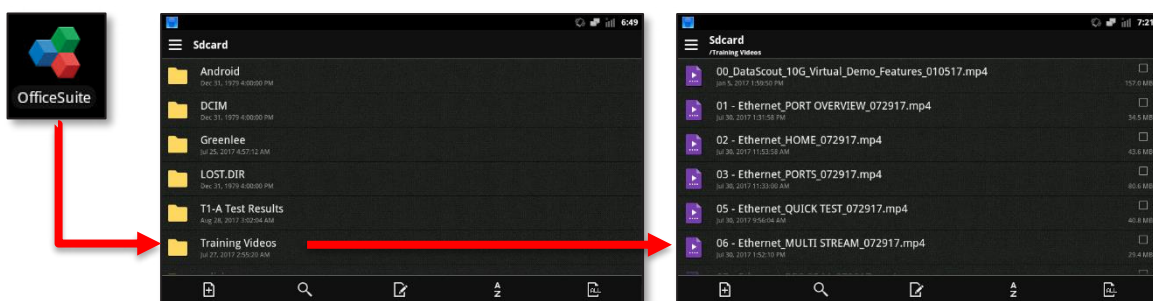 OfficeSuite
6:49
Sdcard
Android
Dec 31, 1979 4:00:00 PM
DCIM
Dec 31, 1979 4:00:00 PM
Greenlee
Jul 25, 2017 4:57:12 AM
LOST.DIR
Dec 31, 1979 4:00:00 PM
T1-A Test Results
Aug 28, 2017 3:02:04 AM
Training Videos
Jul 27, 2017 2:55:20 AM
A
Z
ALL
7:21
Sdcard
/Training Videos
00_DataScout_10G_Virtual_Demo_Features_010517.mp4
Jan 5, 2017 1:59:50 PM
157.0 MB
01 - Ethernet_PORT OVERVIEW_072917.mp4
Jul 30, 2017 1:31:58 PM
34.5 MB
02 - Ethernet_HOME_072917.mp4
Jul 30, 2017 11:53:58 AM
43.6 MB
03 - Ethernet_PORTS_072917.mp4
Jul 30, 2017 11:33:00 AM
80.6 MB
05 - Ethernet_QUICK TEST_072917.mp4
Jul 30, 2017 9:56:04 AM
40.8 MB
06 - Ethernet_MULTI STREAM_072917.mp4
Jul 30, 2017 1:52:10 PM
29.4 MB
A
Z
ALL